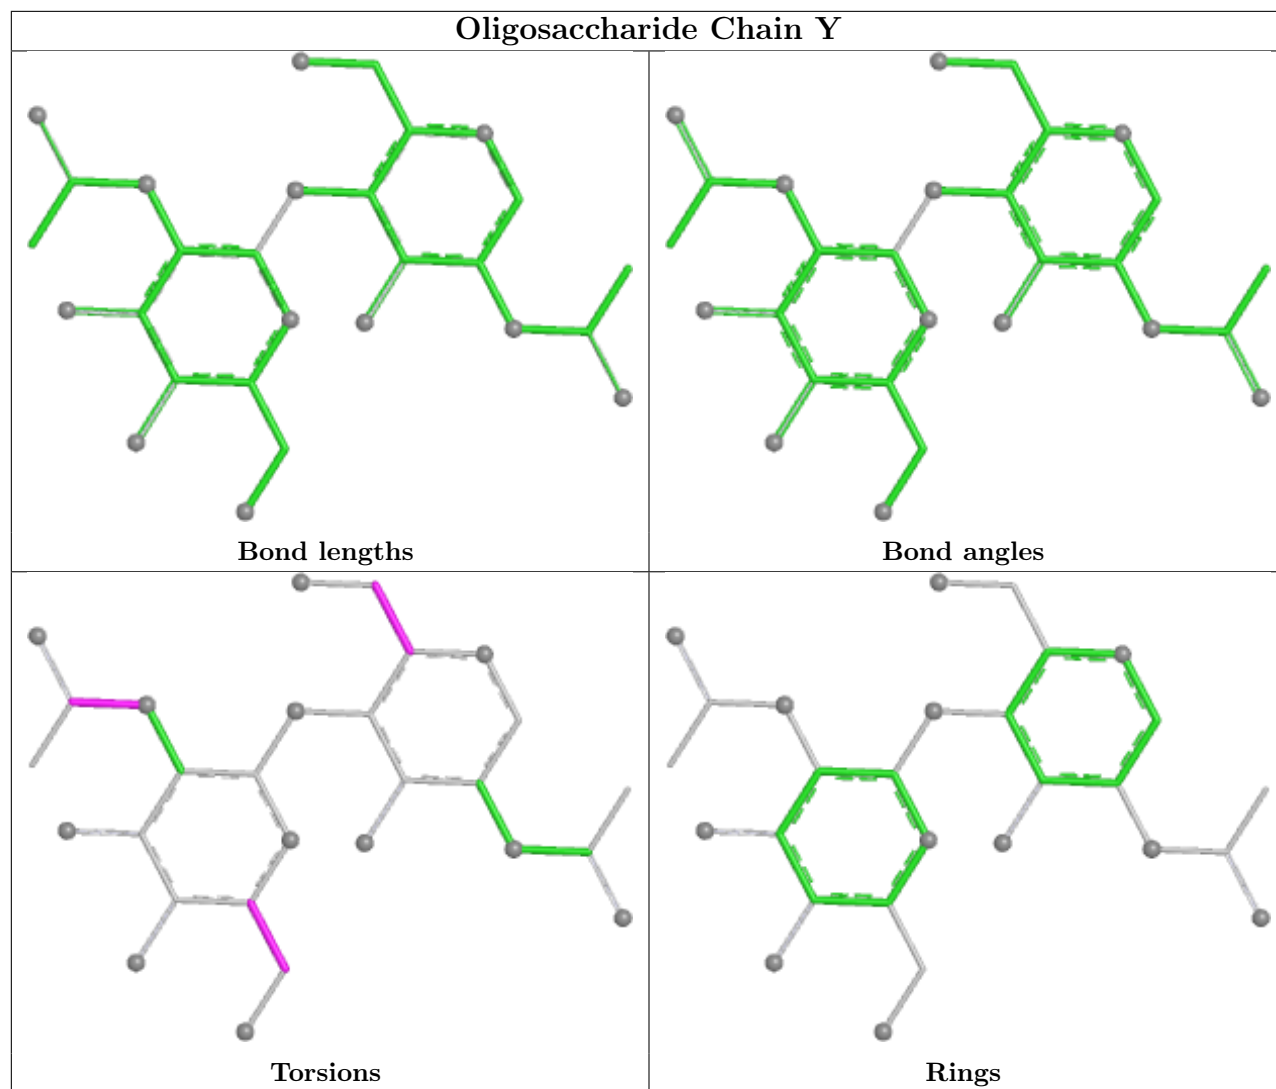 Oligosaccharide Chain Y
Bond lengths
Bond angles
Torsions
Rings